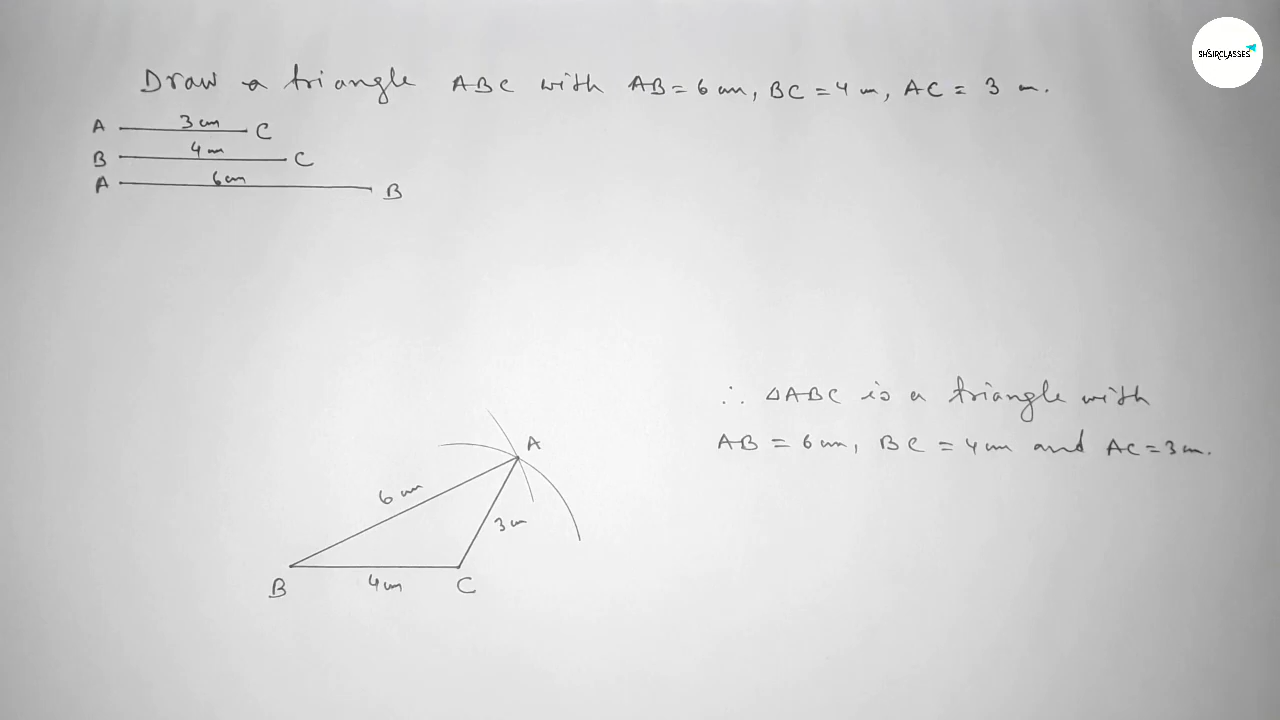 SHSIRCLASSES
Draw a triangle ABC with AB = 6 cm, BC = 4 cm, AC = 3 cm.
A 3 cm C
B 4 cm C
A 6 cm B
∴ △ABC is a triangle with
AB = 6 cm, BC = 4 cm and AC = 3 cm.
A
6 cm
3 cm
B 4 cm C